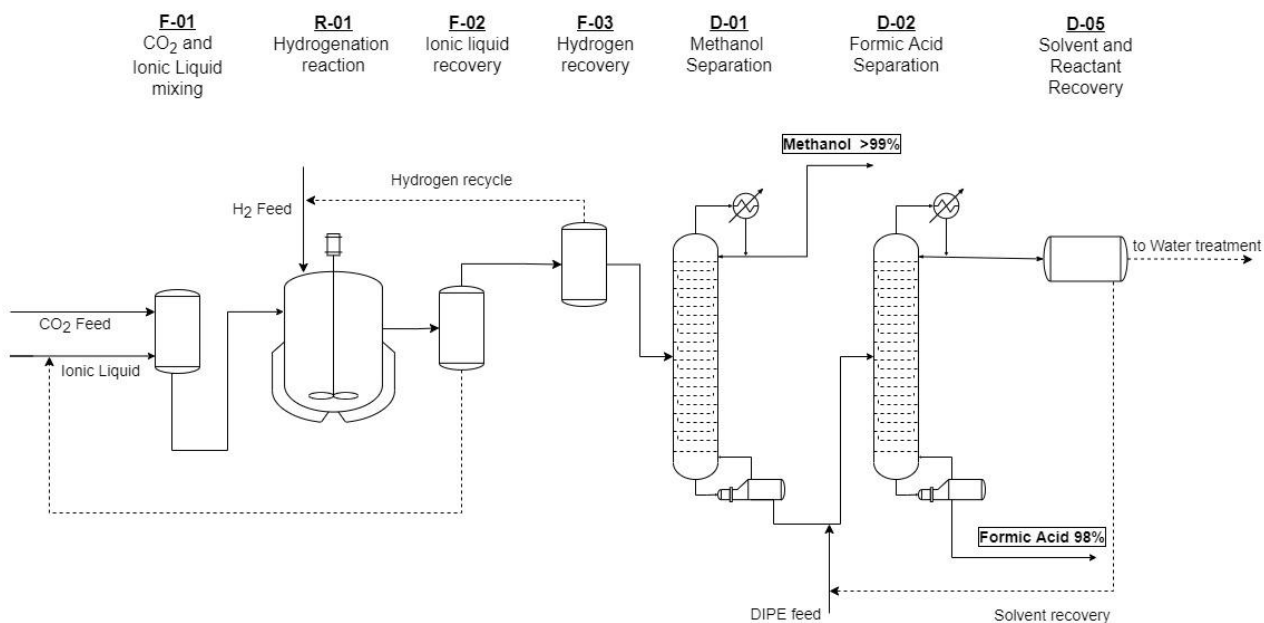 F-01
CO2 and
Ionic Liquid
mixing
R-01
Hydrogenation
reaction
F-02
Ionic liquid
recovery
F-03
Hydrogen
recovery
D-01
Methanol
Separation
D-02
Formic Acid
Separation
D-05
Solvent and
Reactant
Recovery
Methanol >99%
Hydrogen recycle
H2 Feed
to Water treatment
CO2 Feed
Ionic Liquid
Formic Acid 98%
DIPE feed
Solvent recovery